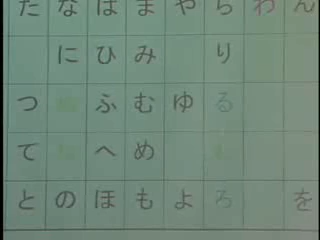 た な は ま や ら わ ん
に ひ み り
つ ふ む ゆ る
て へ め
と の ほ も よ ろ を